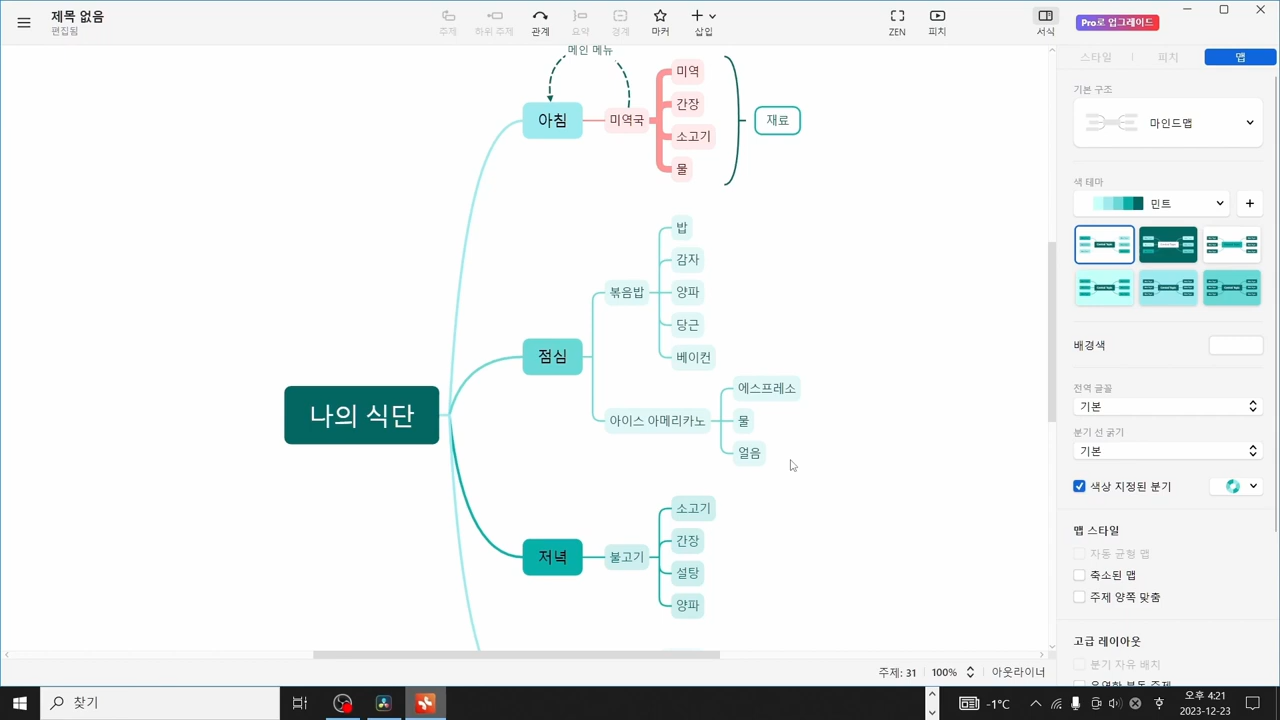 제목 없음
편집됨
주제
하위 주제
관계
요약
경계
마커
삽입
ZEN
피치
서식
Pro로 업그레이드
메인 메뉴
아침
미역국
미역
간장
소고기
물
재료
점심
볶음밥
밥
감자
양파
당근
베이컨
아이스 아메리카노
에스프레소
물
얼음
나의 식단
저녁
불고기
소고기
간장
설탕
양파
스타일
피치
맵
기본 구조
마인드맵
색 테마
민트
배경색
전역 글꼴
기본
분기 선 굵기
기본
색상 지정된 분기
맵 스타일
자동 균형 맵
축소된 맵
주제 양쪽 맞춤
고급 레이아웃
분기 자유 배치
주제: 31
100%
아웃라이너
찾기
-1°C
오후 4:21
2023-12-23